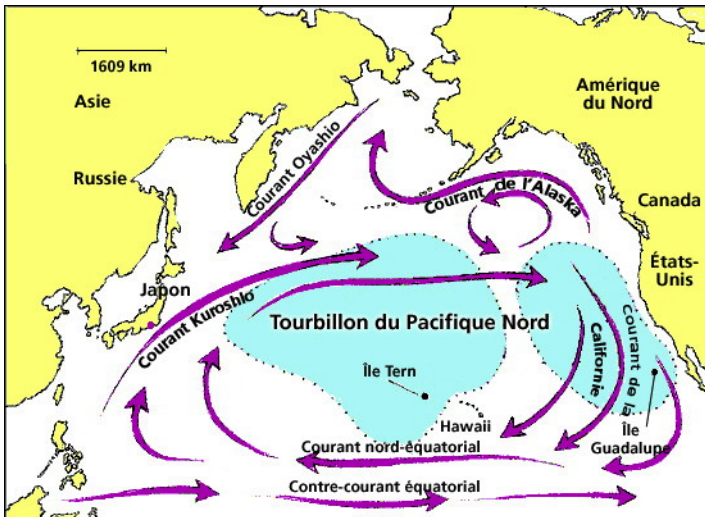 1609 km
Asie
Amérique
du Nord
Russie
Courant Oyashio
Courant de l'Alaska
Canada
États-
Unis
Japon
Courant Kuroshio
Tourbillon du Pacifique Nord
Courant de la
Californie
Île Tern
Hawaii
Île
Guadalupe
Courant nord-équatorial
Contre-courant équatorial